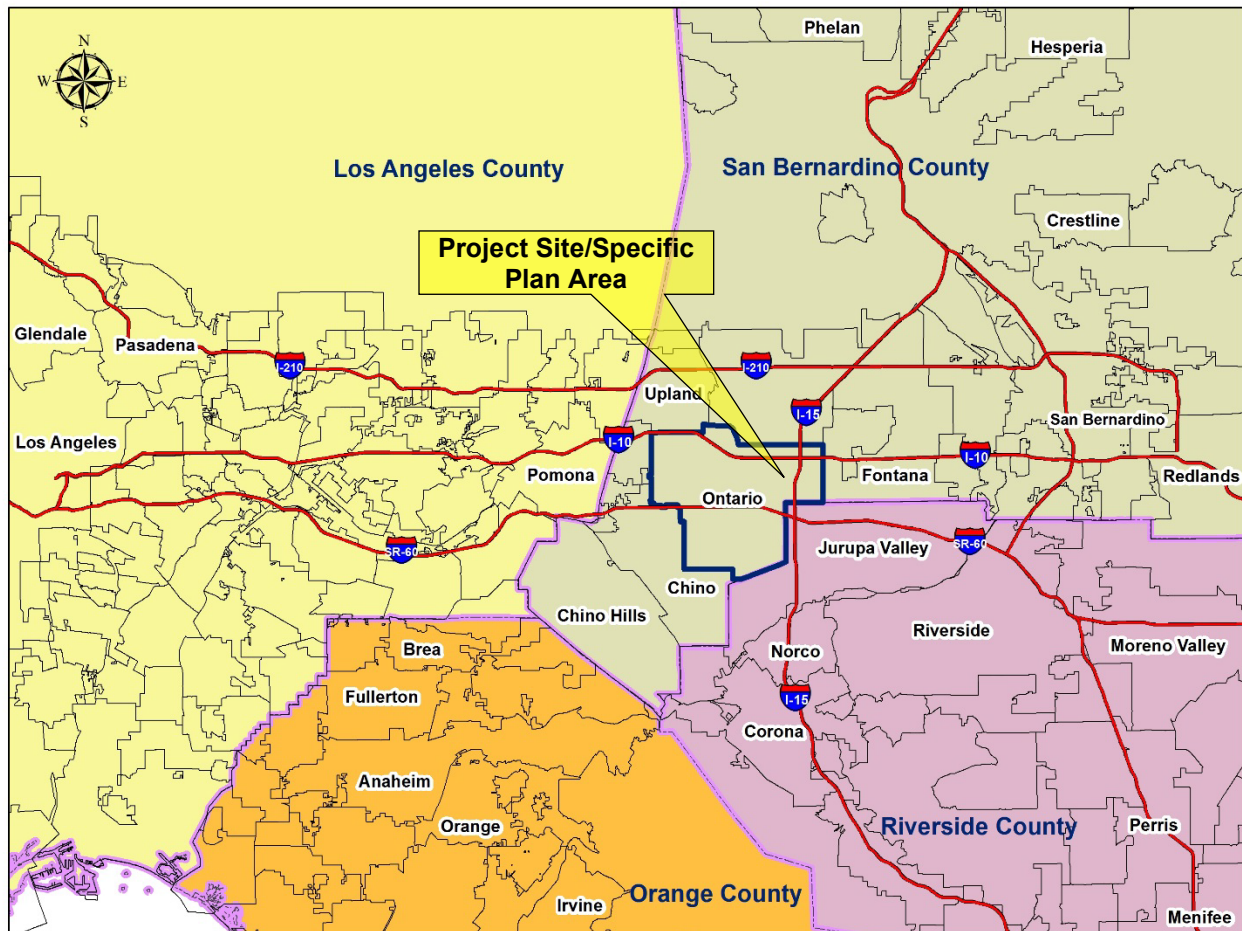 N
W
E
S
Phelan
Hesperia
Los Angeles County
San Bernardino County
Crestline
Project Site/Specific
Plan Area
Glendale
Pasadena
I-210
I-210
Upland
I-15
San Bernardino
Los Angeles
I-10
Pomona
Fontana
I-10
Redlands
Ontario
SR-60
SR-60
Jurupa Valley
Chino
Chino Hills
Riverside
Moreno Valley
Brea
Norco
Fullerton
I-15
Corona
Anaheim
Orange
Riverside County
Perris
Irvine
Orange County
Menifee